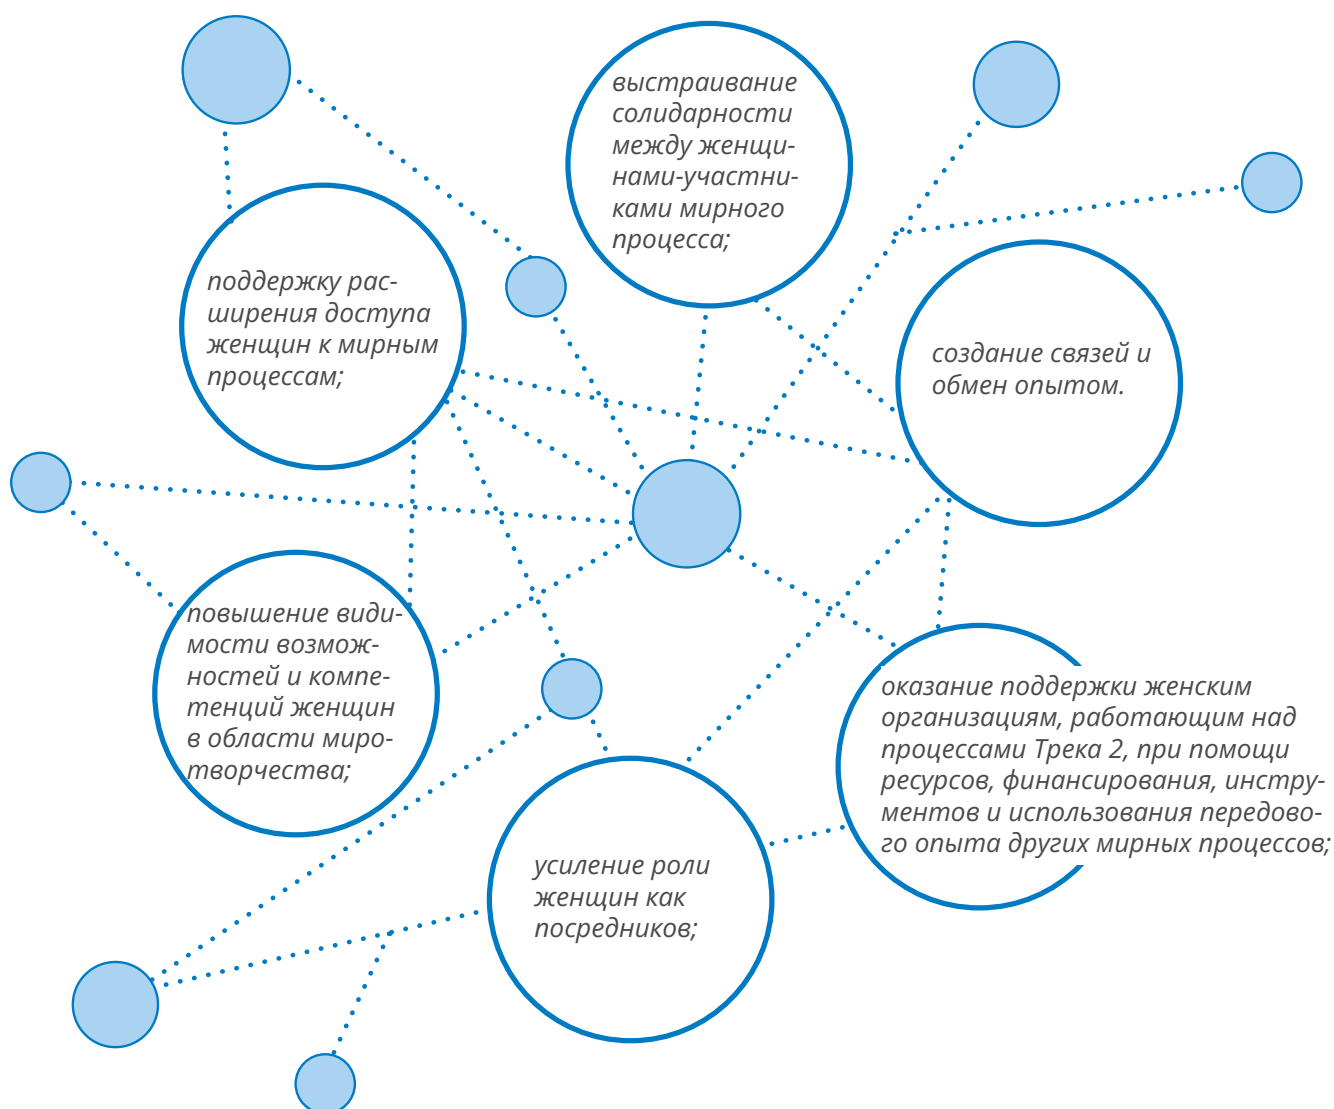 выстраивание
солидарности
между женщи-
нами-участни-
ками мирного
процесса;
поддержку рас-
ширения доступа
женщин к мирным
процессам;
создание связей и
обмен опытом.
повышение види-
мости возмож-
ностей и компе-
тенций женщин
в области миро-
творчества;
оказание поддержки женским
организациям, работающим над
процессами Трека 2, при помощи
ресурсов, финансирования, инстру-
ментов и использования передово-
го опыта других мирных процессов;
усиление роли
женщин как
посредников;